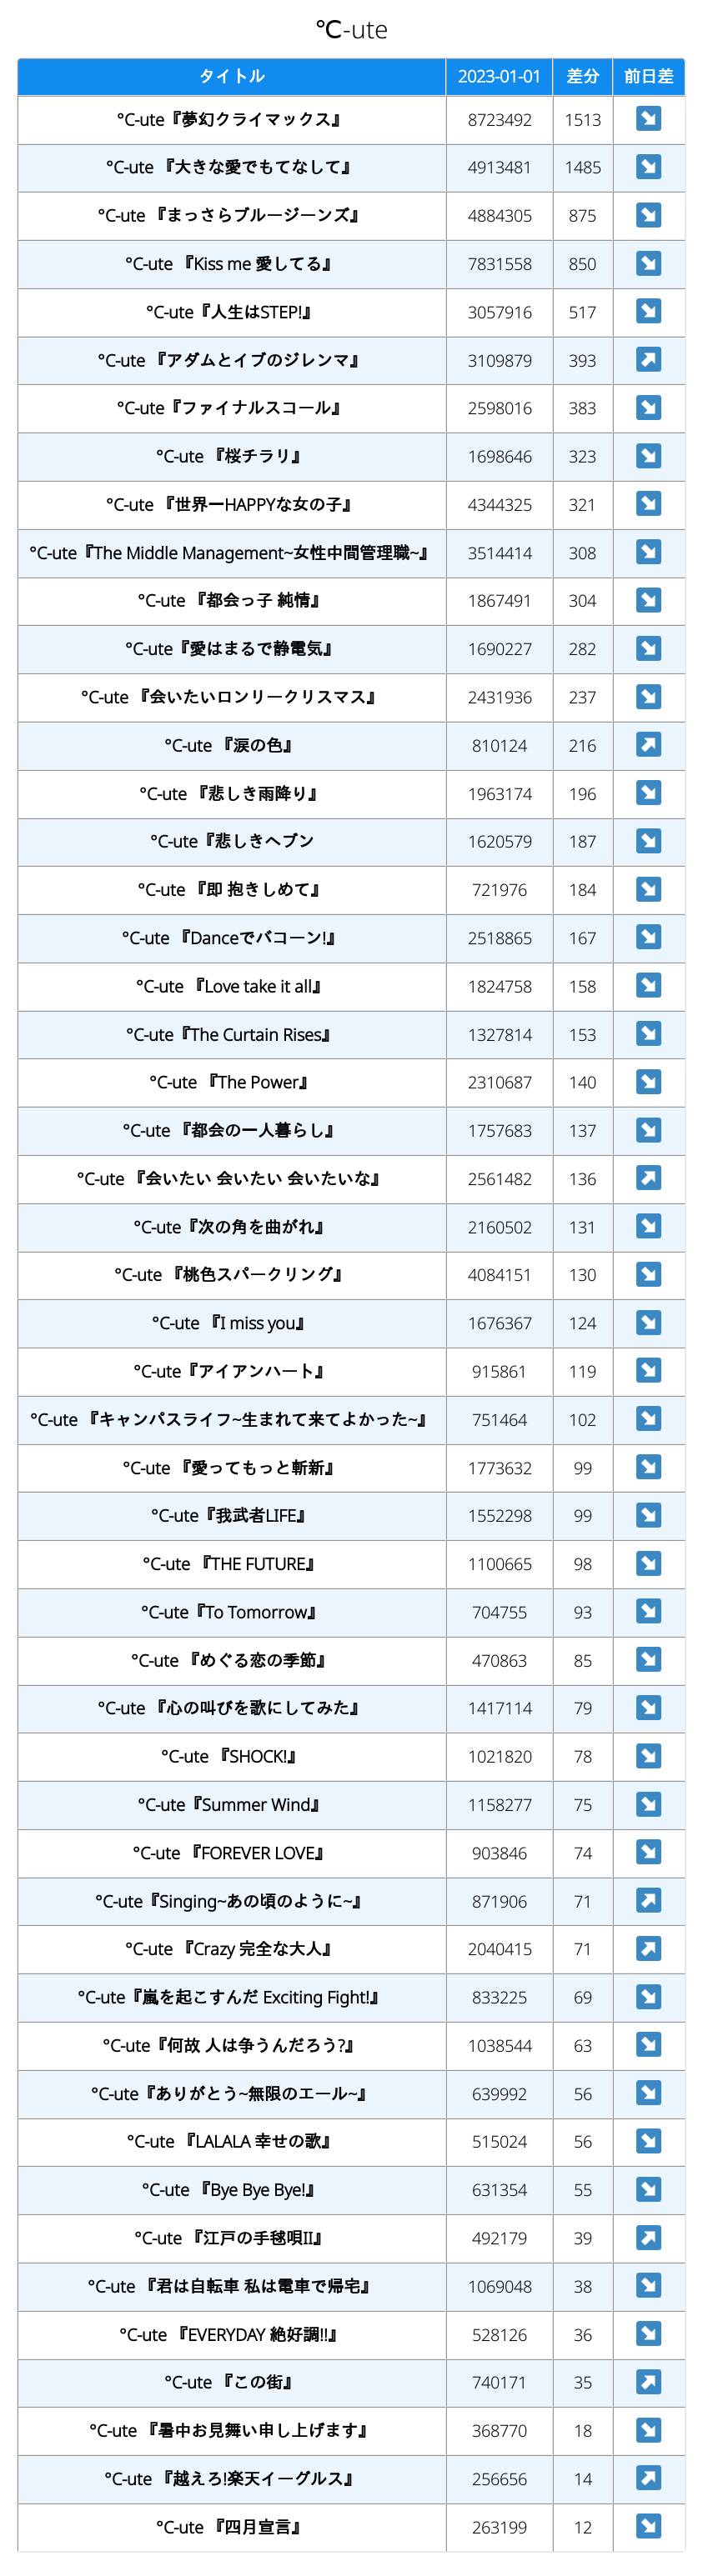 ℃-ute
タイトル 2023-01-01 差分 前日差
℃-ute『夢幻クライマックス』 8723492 1513 ↘
℃-ute 『大きな愛でもてなして』 4913481 1485 ↘
℃-ute 『まっさらブルージーンズ』 4884305 875 ↘
℃-ute 『Kiss me 愛してる』 7831558 850 ↘
℃-ute『人生はSTEP!』 3057916 517 ↘
℃-ute 『アダムとイブのジレンマ』 3109879 393 ↗
℃-ute『ファイナルスコール』 2598016 383 ↘
℃-ute 『桜チラリ』 1698646 323 ↘
℃-ute 『世界一HAPPYな女の子』 4344325 321 ↘
℃-ute『The Middle Management~女性中間管理職~』 3514414 308 ↘
℃-ute 『都会っ子 純情』 1867491 304 ↘
℃-ute『愛はまるで静電気』 1690227 282 ↘
℃-ute 『会いたいロンリークリスマス』 2431936 237 ↘
℃-ute 『涙の色』 810124 216 ↗
℃-ute 『悲しき雨降り』 1963174 196 ↘
℃-ute『悲しきヘブン 1620579 187 ↘
℃-ute 『即 抱きしめて』 721976 184 ↘
℃-ute 『Danceでバコーン!』 2518865 167 ↘
℃-ute 『Love take it all』 1824758 158 ↘
℃-ute『The Curtain Rises』 1327814 153 ↘
℃-ute 『The Power』 2310687 140 ↘
℃-ute 『都会の一人暮らし』 1757683 137 ↘
℃-ute 『会いたい 会いたい 会いたいな』 2561482 136 ↗
℃-ute『次の角を曲がれ』 2160502 131 ↘
℃-ute 『桃色スパークリング』 4084151 130 ↘
℃-ute 『I miss you』 1676367 124 ↘
℃-ute『アイアンハート』 915861 119 ↘
℃-ute 『キャンパスライフ~生まれて来てよかった~』 751464 102 ↘
℃-ute 『愛ってもっと斬新』 1773632 99 ↘
℃-ute『我武者LIFE』 1552298 99 ↘
℃-ute 『THE FUTURE』 1100665 98 ↘
℃-ute『To Tomorrow』 704755 93 ↘
℃-ute 『めぐる恋の季節』 470863 85 ↘
℃-ute 『心の叫びを歌にしてみた』 1417114 79 ↘
℃-ute 『SHOCK!』 1021820 78 ↘
℃-ute『Summer Wind』 1158277 75 ↘
℃-ute 『FOREVER LOVE』 903846 74 ↘
℃-ute『Singing~あの頃のように~』 871906 71 ↗
℃-ute 『Crazy 完全な大人』 2040415 71 ↗
℃-ute『嵐を起こすんだ Exciting Fight!』 833225 69 ↘
℃-ute『何故 人は争うんだろう?』 1038544 63 ↘
℃-ute『ありがとう~無限のエール~』 639992 56 ↘
℃-ute 『LALALA 幸せの歌』 515024 56 ↘
℃-ute 『Bye Bye Bye!』 631354 55 ↘
℃-ute 『江戸の手毬唄II』 492179 39 ↗
℃-ute 『君は自転車 私は電車で帰宅』 1069048 38 ↘
℃-ute 『EVERYDAY 絶好調!!』 528126 36 ↘
℃-ute 『この街』 740171 35 ↗
℃-ute 『暑中お見舞い申し上げます』 368770 18 ↘
℃-ute 『越えろ!楽天イーグルス』 256656 14 ↗
℃-ute 『四月宣言』 263199 12 ↘